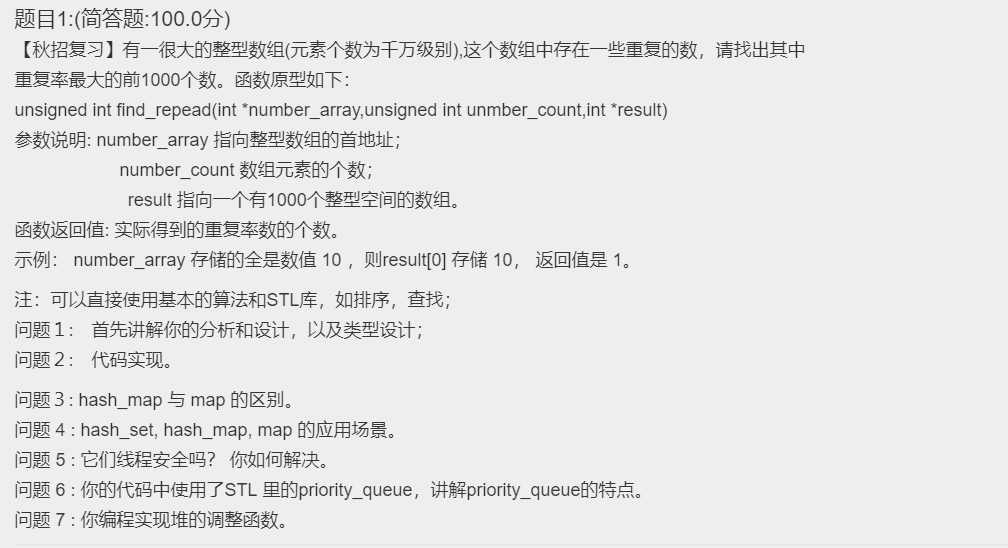 题目1:(简答题:100.0分)
【秋招复习】有一很大的整型数组(元素个数为千万级别),这个数组中存在一些重复的数，请找出其中
重复率最大的前1000个数。函数原型如下：
unsigned int find_repead(int *number_array,unsigned int unmber_count,int *result)
参数说明: number_array 指向整型数组的首地址；
number_count 数组元素的个数；
result 指向一个有1000个整型空间的数组。
函数返回值: 实际得到的重复率数的个数。
示例： number_array 存储的全是数值 10 ，则result[0] 存储 10， 返回值是 1。
注：可以直接使用基本的算法和STL库，如排序，查找；
问题１： 首先讲解你的分析和设计，以及类型设计；
问题２： 代码实现。
问题３: hash_map 与 map 的区别。
问题 4 : hash_set, hash_map, map 的应用场景。
问题 5 : 它们线程安全吗？ 你如何解决。
问题 6 : 你的代码中使用了STL 里的priority_queue，讲解priority_queue的特点。
问题 7 : 你编程实现堆的调整函数。